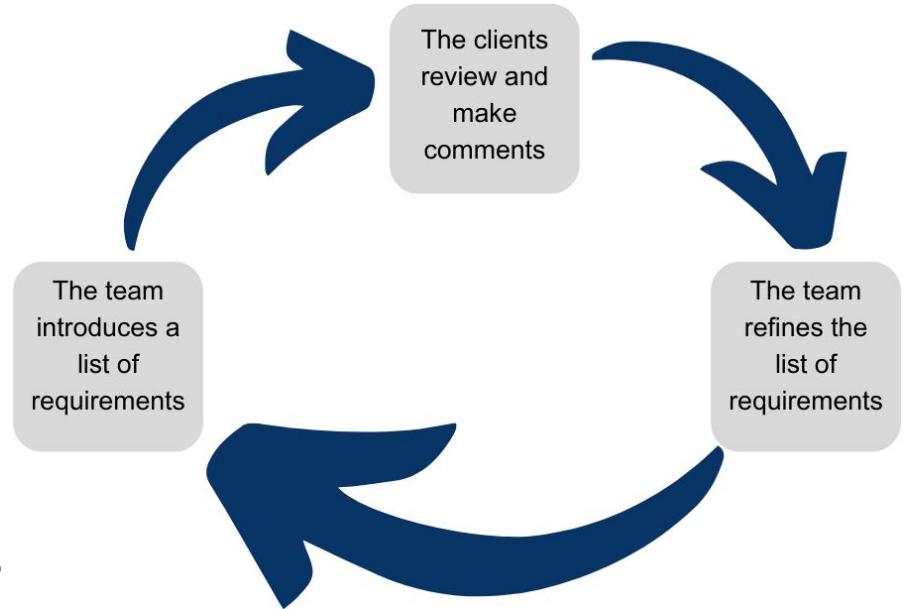 The clients
review and
make
comments
The team
introduces a
list of
requirements
The team
refines the
list of
requirements